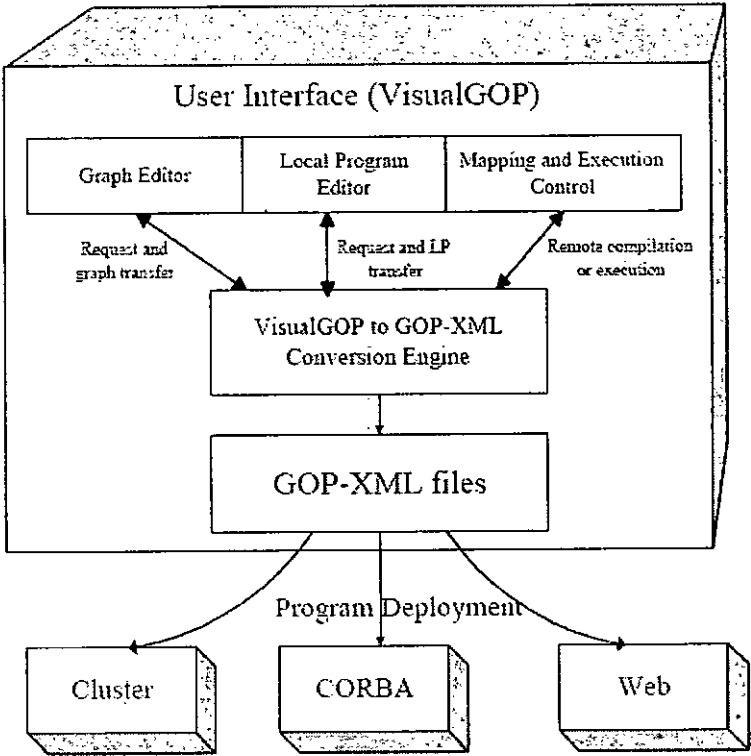 User Interface (VisualGOP)
Graph Editor
Local Program
Editor
Mapping and Execution
Control
Request and
graph transfer
Request and LP
transfer
Remote compilation
or execution
VisualGOP to GOP-XML
Conversion Engine
GOP-XML files
Program Deployment
Cluster
CORBA
Web